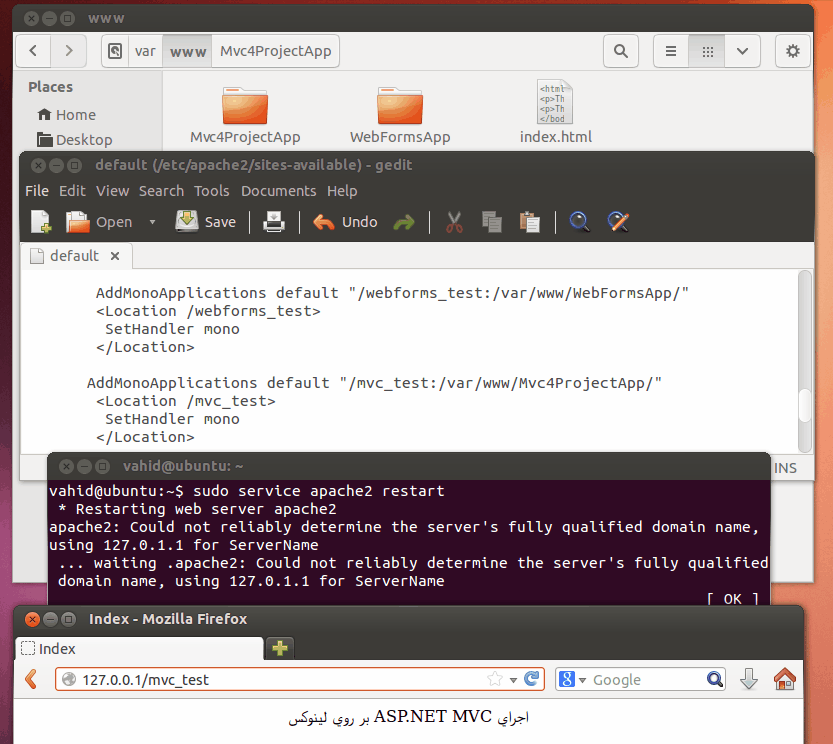 www
var www Mvc4ProjectApp
Places
Home
Desktop
Mvc4ProjectApp WebFormsApp index.html
<html
<p>Th
<p>Th
</bod
default (/etc/apache2/sites-available) - gedit
File Edit View Search Tools Documents Help
Open Save Undo
default
AddMonoApplications default "/webforms_test:/var/www/WebFormsApp/"
<Location /webforms_test>
SetHandler mono
</Location>
AddMonoApplications default "/mvc_test:/var/www/Mvc4ProjectApp/"
<Location /mvc_test>
SetHandler mono
</Location>
INS
vahid@ubuntu: ~
vahid@ubuntu:~$ sudo service apache2 restart
* Restarting web server apache2
apache2: Could not reliably determine the server's fully qualified domain name,
using 127.0.1.1 for ServerName
... waiting .apache2: Could not reliably determine the server's fully qualified
domain name, using 127.0.1.1 for ServerName
[ OK ]
Index - Mozilla Firefox
Index
127.0.0.1/mvc_test
8 Google
اجراي ASP.NET MVC بر روي لينوكس